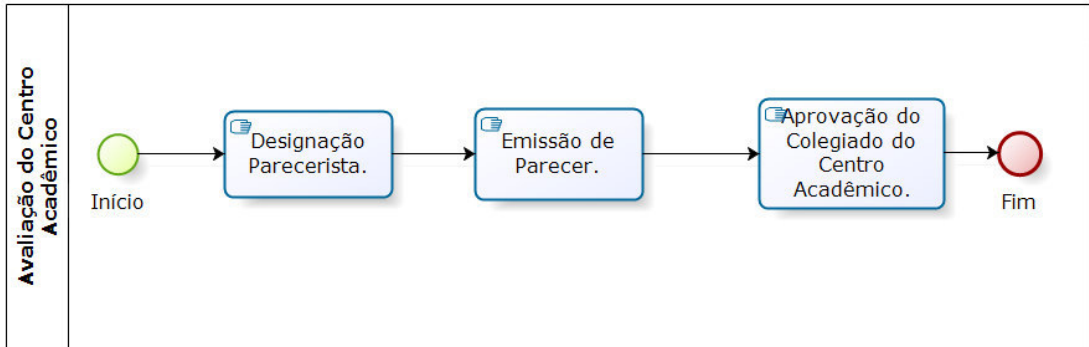 Avaliação do Centro
Acadêmico
Início
Designação
Parecerista.
Emissão de
Parecer.
Aprovação do
Colegiado do
Centro
Acadêmico.
Fim